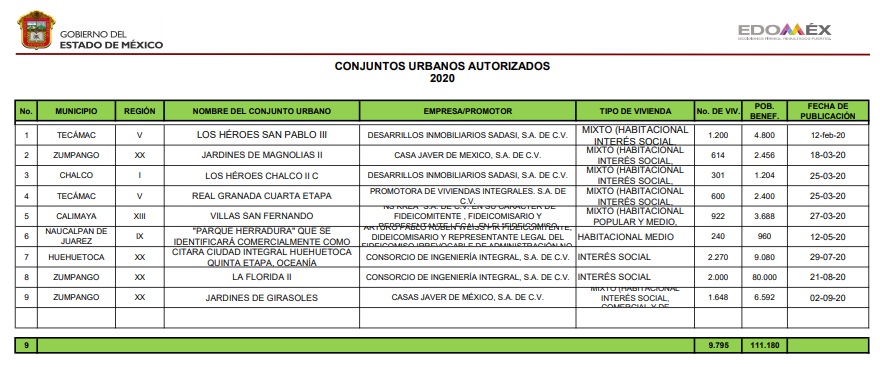 GOBIERNO DEL
ESTADO DE MÉXICO
EDOMÉX
DECISIONES FIRMES, RESULTADOS FUERTES.
CONJUNTOS URBANOS AUTORIZADOS
2020
No. MUNICIPIO REGIÓN NOMBRE DEL CONJUNTO URBANO EMPRESA/PROMOTOR TIPO DE VIVIENDA No. DE VIV. POB. BENEF. FECHA DE PUBLICACIÓN
1 TECÁMAC V LOS HÉROES SAN PABLO III DESARRILLOS INMOBILIARIOS SADASI, S.A. DE C.V. MIXTO (HABITACIONAL INTERÉS SOCIAL, 1.200 4.800 12-feb-20
2 ZUMPANGO XX JARDINES DE MAGNOLIAS II CASA JAVER DE MEXICO, S.A. DE C.V. MIXTO (HABITACIONAL INTERÉS SOCIAL, 614 2.456 18-03-20
3 CHALCO I LOS HÉROES CHALCO II C DESARRILLOS INMOBILIARIOS SADASI, S.A. DE C.V. MIXTO (HABITACIONAL INTERÉS SOCIAL, 301 1.204 25-03-20
4 TECÁMAC V REAL GRANADA CUARTA ETAPA PROMOTORA DE VIVIENDAS INTEGRALES. S.A. DE C.V. MIXTO (HABITACIONAL INTERÉS SOCIAL, 600 2.400 25-03-20
5 CALIMAYA XIII VILLAS SAN FERNANDO S.A. DE C.V. EN SU CARÁCTER DE FIDEICOMITENTE , FIDEICOMISARIO Y REPRESENTANTE LEGAL EN FIDEICOMISO MIXTO (HABITACIONAL POPULAR Y MEDIO, 922 3.688 27-03-20
6 NAUCALPAN DE JUAREZ IX "PARQUE HERRADURA" QUE SE IDENTIFICARÁ COMERCIALMENTE COMO ARTURO PABLO FIDEICOMITENTE, DIDEICOMISARIO Y REPRESENTANTE LEGAL DEL FIDEICOMISO IRREVOCABLE DE ADMINISTRACIÓN NO HABITACIONAL MEDIO 240 960 12-05-20
7 HUEHUETOCA XX CITARA CIUDAD INTEGRAL HUEHUETOCA QUINTA ETAPA, OCEANÍA CONSORCIO DE INGENIERÍA INTEGRAL, S.A. DE C.V. INTERÉS SOCIAL 2.270 9.080 29-07-20
8 ZUMPANGO XX LA FLORIDA II CONSORCIO DE INGENIERÍA INTEGRAL, S.A. DE C.V. INTERÉS SOCIAL 2.000 80.000 21-08-20
9 ZUMPANGO XX JARDINES DE GIRASOLES CASAS JAVER DE MÉXICO, S.A. DE C.V. MIXTO (HABITACIONAL INTERÉS SOCIAL, COMERCIAL Y DE 1.648 6.592 02-09-20
9 9.795 111.180